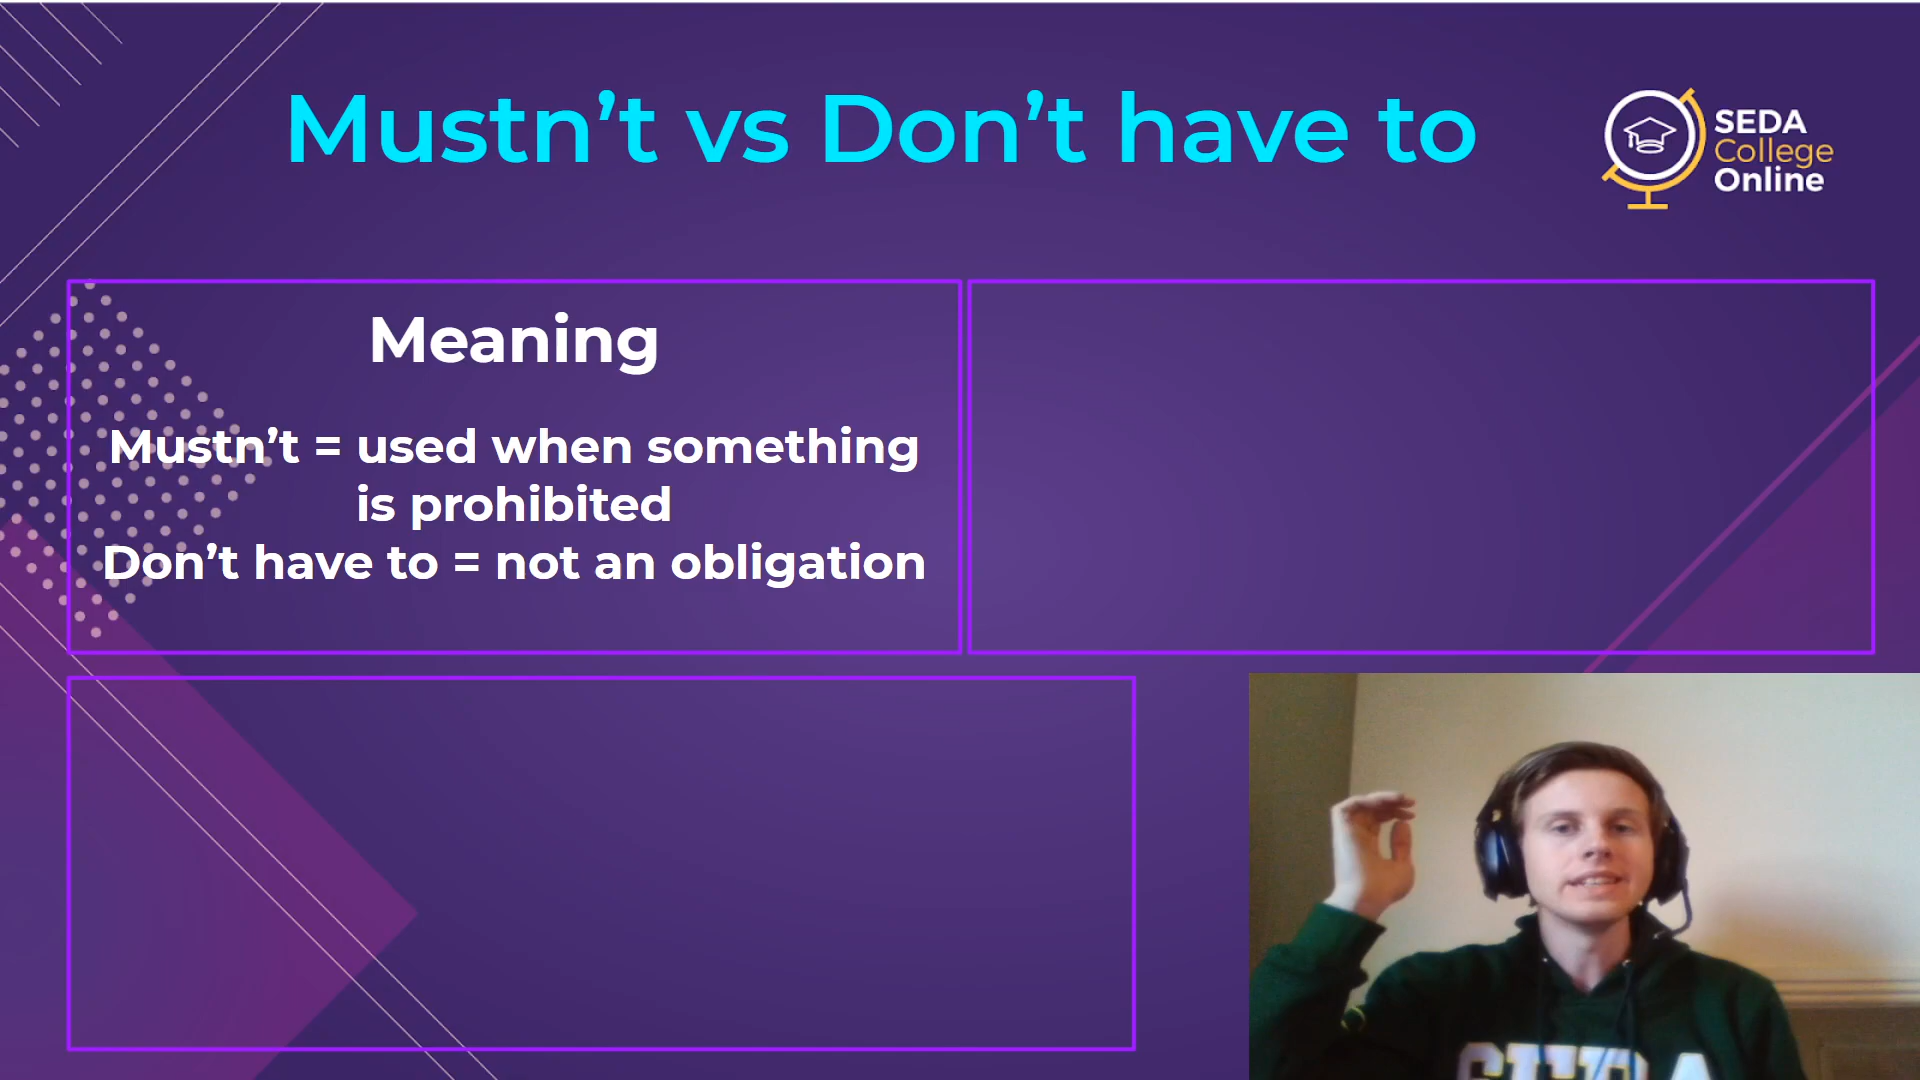 Mustn’t vs Don’t have to
SEDA
College
Online
Meaning
Mustn’t = used when something
is prohibited
Don’t have to = not an obligation
SEDA